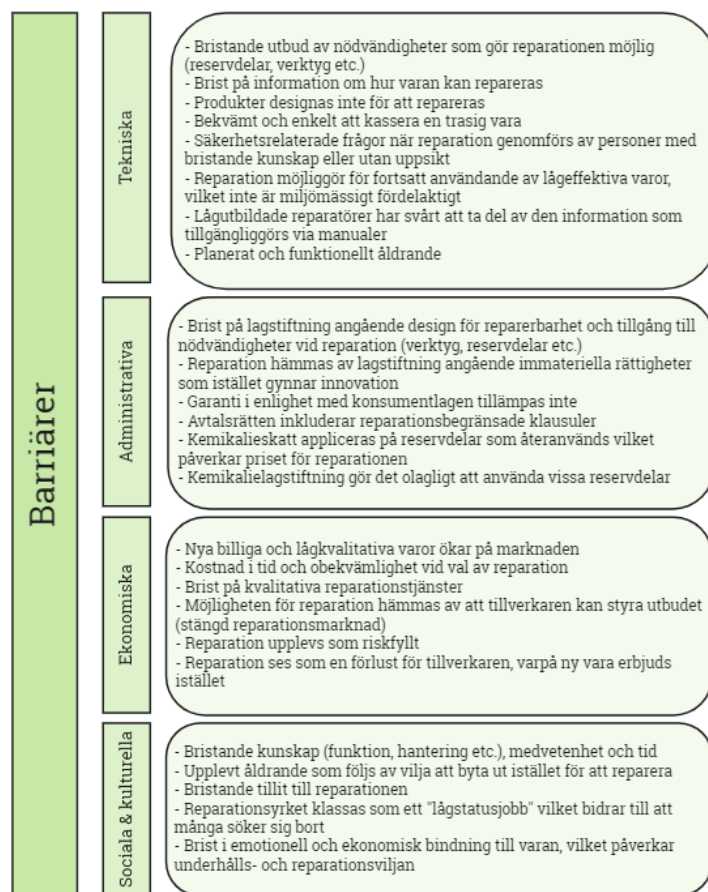 Barriärer
Tekniska
- Bristande utbud av nödvändigheter som gör reparationen möjlig
(reservdelar, verktyg etc.)
- Brist på information om hur varan kan repareras
- Produkter designas inte för att repareras
- Bekvämt och enkelt att kassera en trasig vara
- Säkerhetsrelaterade frågor när reparation genomförs av personer med
bristande kunskap eller utan uppsikt
- Reparation möjliggör för fortsatt användande av lågeffektiva varor,
vilket inte är miljömässigt fördelaktigt
- Lågutbildade reparatörer har svårt att ta del av den information som
tillgängliggörs via manualer
- Planerat och funktionellt åldrande
Administrativa
- Brist på lagstiftning angående design för reparerbarhet och tillgång till
nödvändigheter vid reparation (verktyg, reservdelar etc.)
- Reparation hämmas av lagstiftning angående immateriella rättigheter
som istället gynnar innovation
- Garanti i enlighet med konsumentlagen tillämpas inte
- Avtalsrätten inkluderar reparationsbegränsade klausuler
- Kemikalieskatt appliceras på reservdelar som återanvänds vilket
påverkar priset för reparationen
- Kemikalielagstiftning gör det olagligt att använda vissa reservdelar
Ekonomiska
- Nya billiga och lågkvalitativa varor ökar på marknaden
- Kostnad i tid och obekvämlighet vid val av reparation
- Brist på kvalitativa reparationstjänster
- Möjligheten för reparation hämmas av att tillverkaren kan styra utbudet
(stängd reparationsmarknad)
- Reparation upplevs som riskfyllt
- Reparation ses som en förlust för tillverkaren, varpå ny vara erbjuds
istället
Sociala & kulturella
- Bristande kunskap (funktion, hantering etc.), medvetenhet och tid
- Upplevt åldrande som följs av vilja att byta ut istället för att reparera
- Bristande tillit till reparationen
- Reparationsyrket klassas som ett "lågstatusjobb" vilket bidrar till att
många söker sig bort
- Brist i emotionell och ekonomisk bindning till varan, vilket påverkar
underhålls- och reparationsviljan